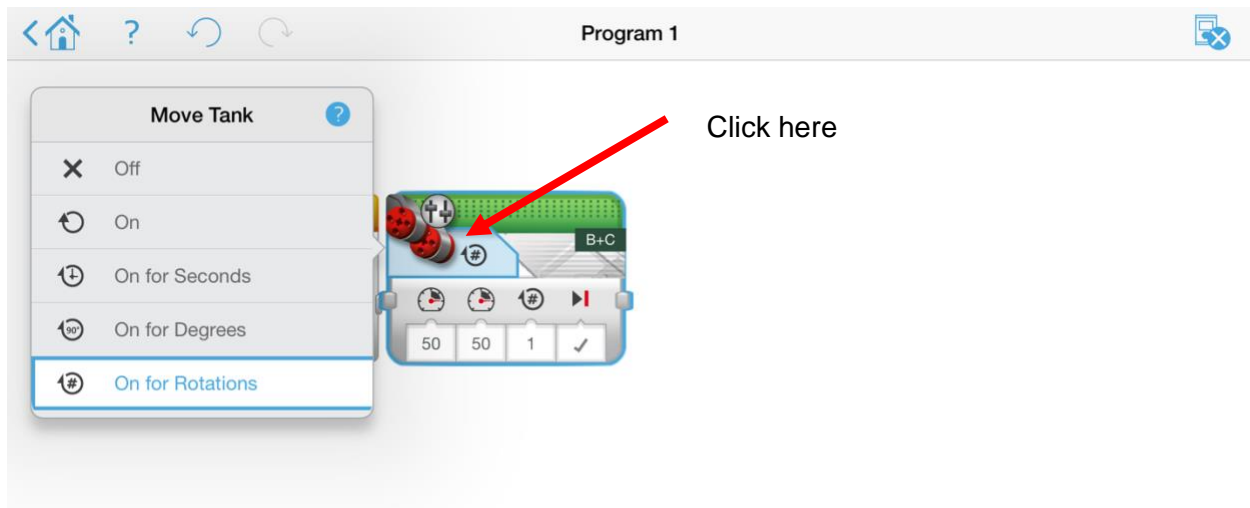 ? Program 1
Move Tank ?
Click here
Off
On
On for Seconds
90° On for Degrees
# On for Rotations
B+C
#
#
50 50 1